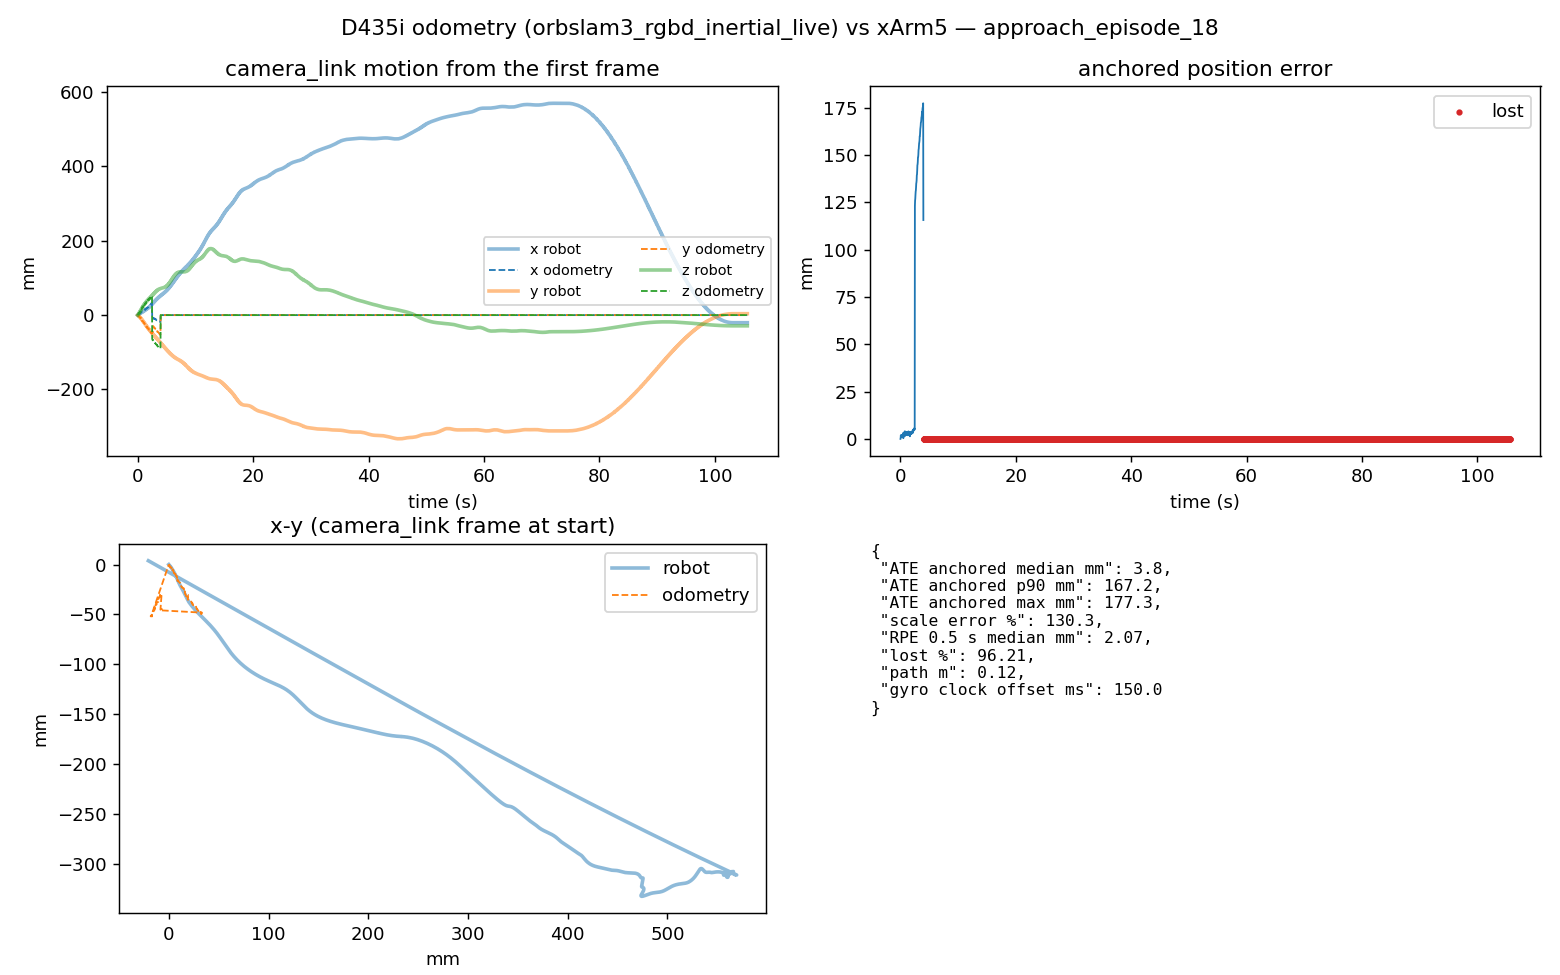 D435i odometry (orbslam3_rgbd_inertial_live) vs xArm5 — approach_episode_18
camera_link motion from the first frame
600
400
200
0
−200
mm
0
20
40
60
80
100
time (s)
x robot
x odometry
y robot
y odometry
z robot
z odometry
anchored position error
175
150
125
100
75
50
25
0
mm
0
20
40
60
80
100
time (s)
lost
x-y (camera_link frame at start)
0
−50
−100
−150
−200
−250
−300
mm
0
100
200
300
400
500
mm
robot
odometry
{
"ATE anchored median mm": 3.8,
"ATE anchored p90 mm": 167.2,
"ATE anchored max mm": 177.3,
"scale error %": 130.3,
"RPE 0.5 s median mm": 2.07,
"lost %": 96.21,
"path m": 0.12,
"gyro clock offset ms": 150.0
}